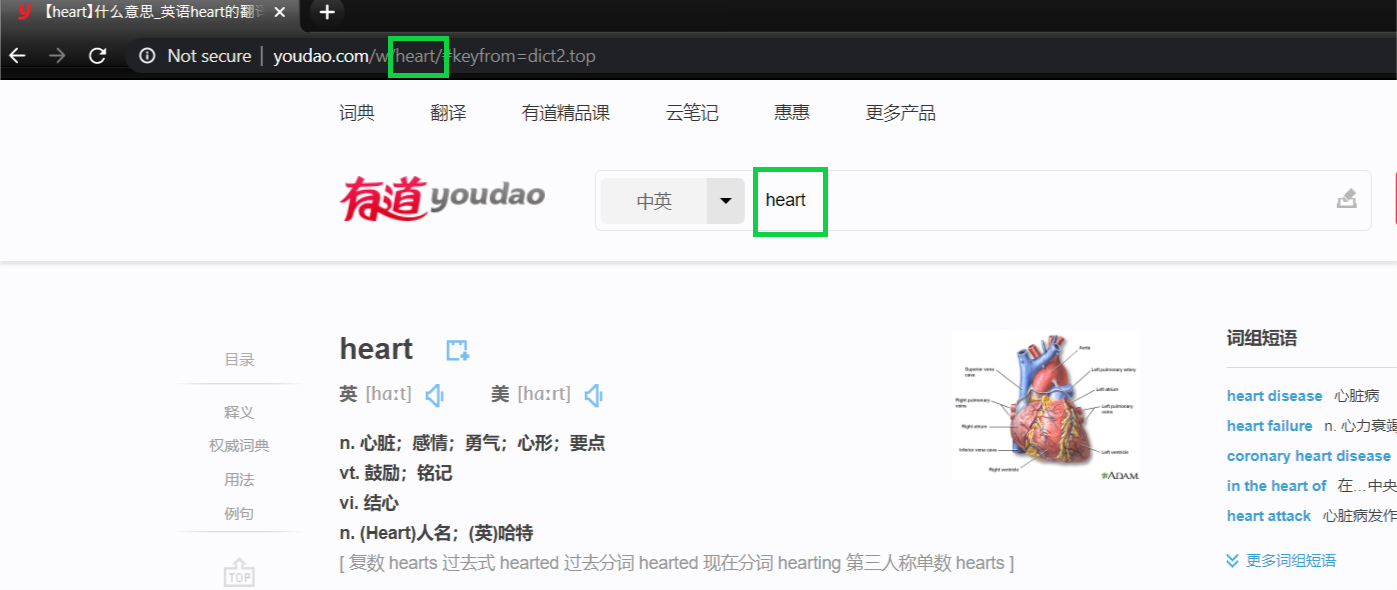 【heart】什么意思_英语heart的翻译
Not secure | youdao.com/w/heart/#keyfrom=dict2.top
词典 翻译 有道精品课 云笔记 惠惠 更多产品
有道 youdao 中英 heart
heart
英 [hɑːt] 美 [hɑːrt]
n. 心脏；感情；勇气；心形；要点
vt. 鼓励；铭记
vi. 结心
n. (Heart)人名；(英)哈特
[ 复数 hearts 过去式 hearted 过去分词 hearted 现在分词 hearting 第三人称单数 hearts ]
目录
释义
权威词典
用法
例句
TOP
Aorta
Superior vena cava
Left pulmonary artery
Left atrium
Right pulmonary veins
Left pulmonary veins
Right atrium
Inferior vena cava
Left ventricle
Right ventricle
ADAM
词组短语
heart disease 心脏病
heart failure n. 心力衰竭
coronary heart disease
in the heart of 在…中央
heart attack 心脏病发作
更多词组短语